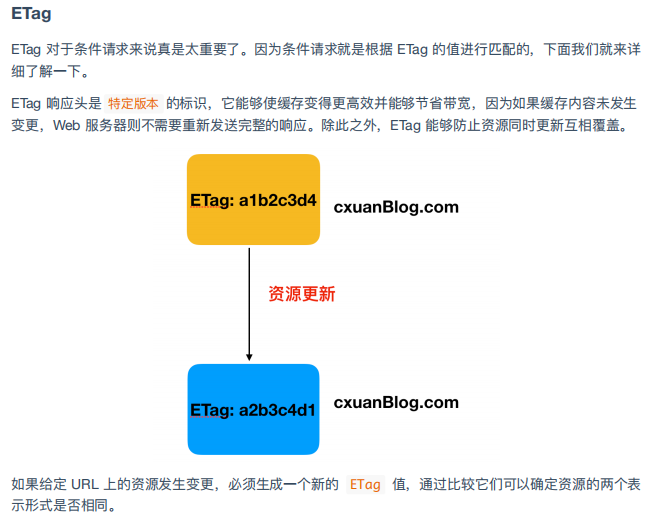 ETag
ETag 对于条件请求来说真是太重要了。因为条件请求就是根据 ETag 的值进行匹配的，下面我们就来详
细了解一下。
ETag 响应头是 特定版本 的标识，它能够使缓存变得更高效并能够节省带宽，因为如果缓存内容未发生
变更，Web 服务器则不需要重新发送完整的响应。除此之外，ETag 能够防止资源同时更新互相覆盖。
ETag: a1b2c3d4
cxuanBlog.com
资源更新
ETag: a2b3c4d1
cxuanBlog.com
如果给定 URL 上的资源发生变更，必须生成一个新的 ETag 值，通过比较它们可以确定资源的两个表
示形式是否相同。